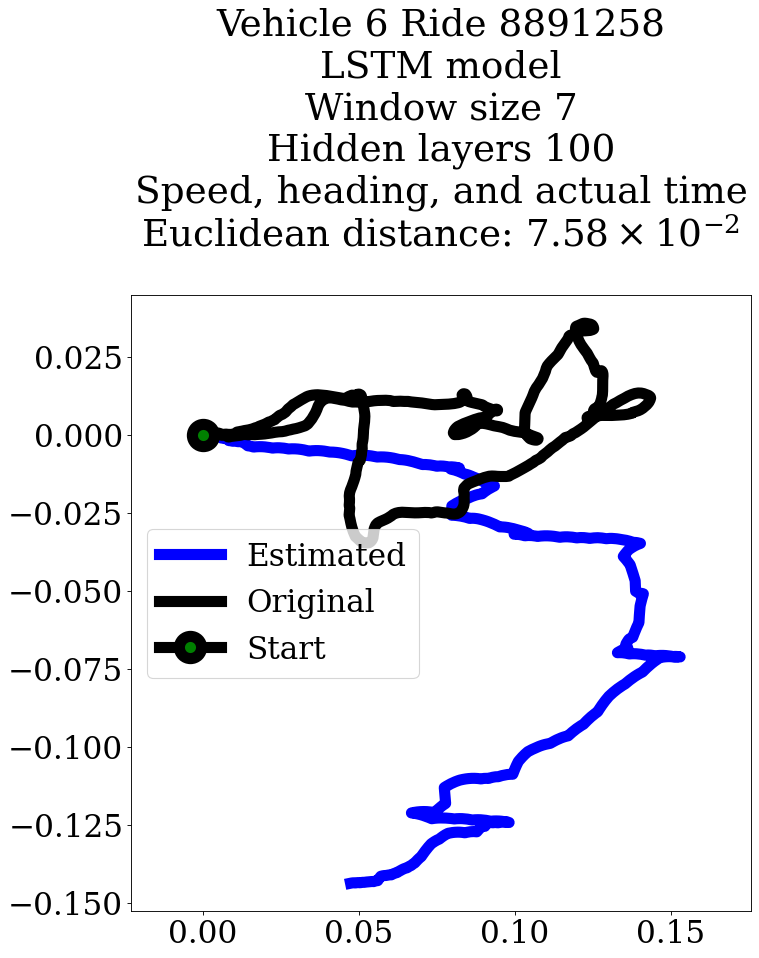 Vehicle 6 Ride 8891258
LSTM model
Window size 7
Hidden layers 100
Speed, heading, and actual time
Euclidean distance: 7.58 × 10⁻²
0.025
0.000
−0.025
−0.050
−0.075
−0.100
−0.125
−0.150
Estimated
Original
Start
0.00 0.05 0.10 0.15